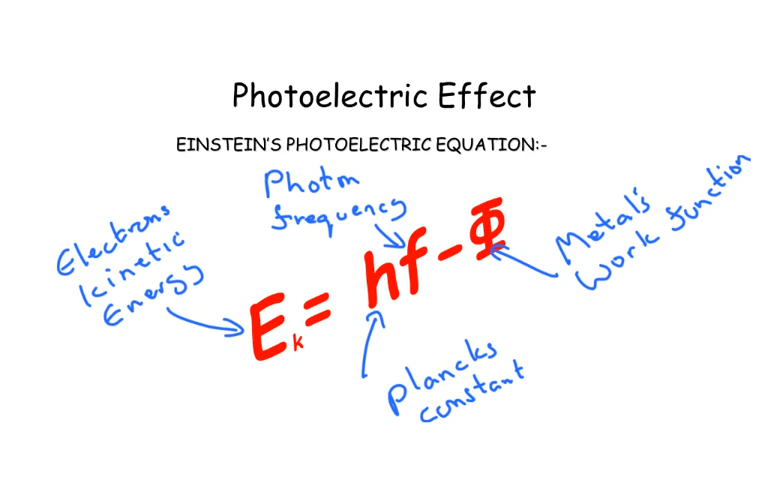 Photoelectric Effect
EINSTEIN'S PHOTOELECTRIC EQUATION:-
Photon
frequency
Metal's
Work function
Electrons
kinetic
Energy
Eₖ = hf - Φ
Plancks
constant